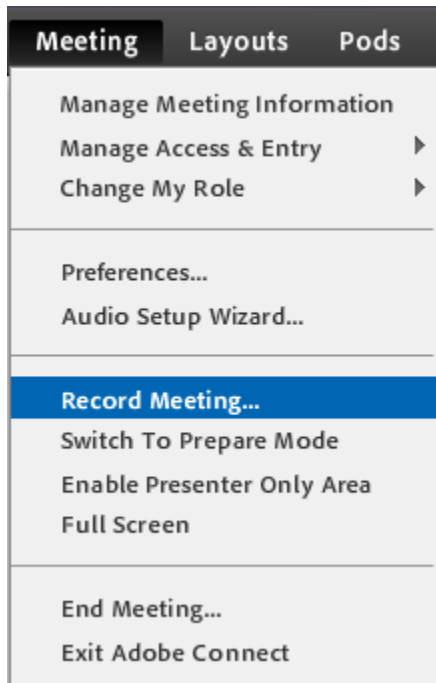 Meeting Layouts Pods
Manage Meeting Information
Manage Access & Entry
Change My Role
Preferences...
Audio Setup Wizard...
Record Meeting...
Switch To Prepare Mode
Enable Presenter Only Area
Full Screen
End Meeting...
Exit Adobe Connect